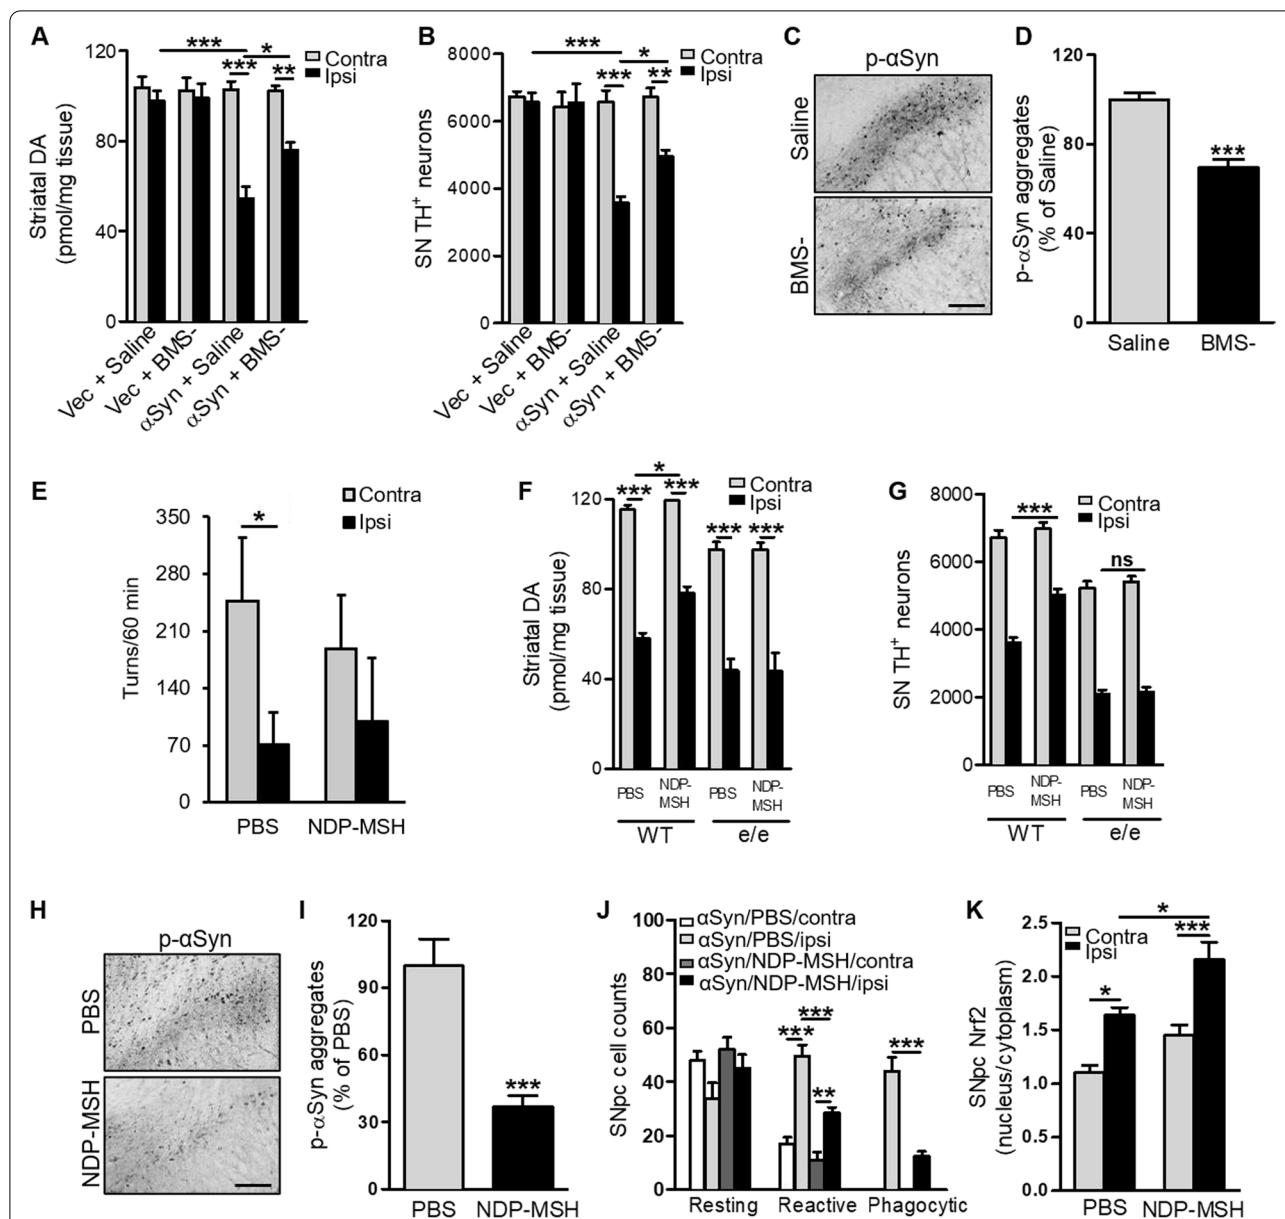 A
*** *
*** **
Contra
Ipsi
120
80
40
0
Striatal DA
(pmol/mg tissue)
Vec + Saline
Vec + BMS-
αSyn + Saline
αSyn + BMS-
B
*** *
*** **
Contra
Ipsi
8000
6000
4000
2000
0
SN TH+ neurons
Vec + Saline
Vec + BMS-
αSyn + Saline
αSyn + BMS-
C
p-αSyn
Saline
BMS-
D
120
80
40
0
p-αSyn aggregates
(% of Saline)
***
Saline BMS-
E
Contra
Ipsi
*
350
280
210
140
70
0
Turns/60 min
PBS NDP-MSH
F
*
*** ***
*** ***
Contra
Ipsi
120
80
40
0
Striatal DA
(pmol/mg tissue)
PBS NDP-MSH PBS NDP-MSH
WT e/e
G
Contra
Ipsi
***
ns
8000
6000
4000
2000
0
SN TH+ neurons
PBS NDP-MSH PBS NDP-MSH
WT e/e
H
p-αSyn
PBS
NDP-MSH
I
120
90
60
30
0
p-αSyn aggregates
(% of PBS)
***
PBS NDP-MSH
J
αSyn/PBS/contra
αSyn/PBS/ipsi
αSyn/NDP-MSH/contra
αSyn/NDP-MSH/ipsi
100
80
60
40
20
0
SNpc cell counts
***
*** ***
**
Resting Reactive Phagocytic
K
Contra
Ipsi
*
***
*
2.5
2.0
1.5
1.0
0.5
0.0
SNpc Nrf2
(nucleus/cytoplasm)
PBS NDP-MSH